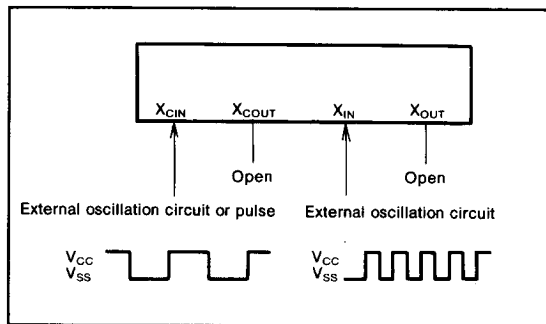 XCIN XCOUT XIN XOUT
Open Open
External oscillation circuit or pulse External oscillation circuit
VCC VCC
VSS VSS